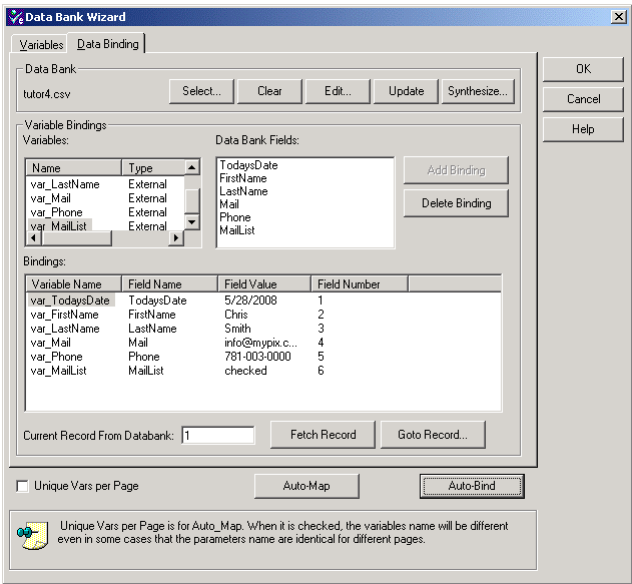 Data Bank Wizard
Variables Data Binding
Data Bank
tutor4.csv Select... Clear Edit... Update Synthesize...
OK
Cancel
Help
Variable Bindings
Variables: Data Bank Fields:
Name Type
var_LastName External
var_Mail External
var_Phone External
var_MailList External
TodaysDate
FirstName
LastName
Mail
Phone
MailList
Add Binding
Delete Binding
Bindings:
Variable Name Field Name Field Value Field Number
var_TodaysDate TodaysDate 5/28/2008 1
var_FirstName FirstName Chris 2
var_LastName LastName Smith 3
var_Mail Mail info@mypix.c... 4
var_Phone Phone 781-003-0000 5
var_MailList MailList checked 6
Current Record From Databank: 1 Fetch Record Goto Record...
Unique Vars per Page Auto-Map Auto-Bind
Unique Vars per Page is for Auto_Map. When it is checked, the variables name will be different
even in some cases that the parameters name are identical for different pages.